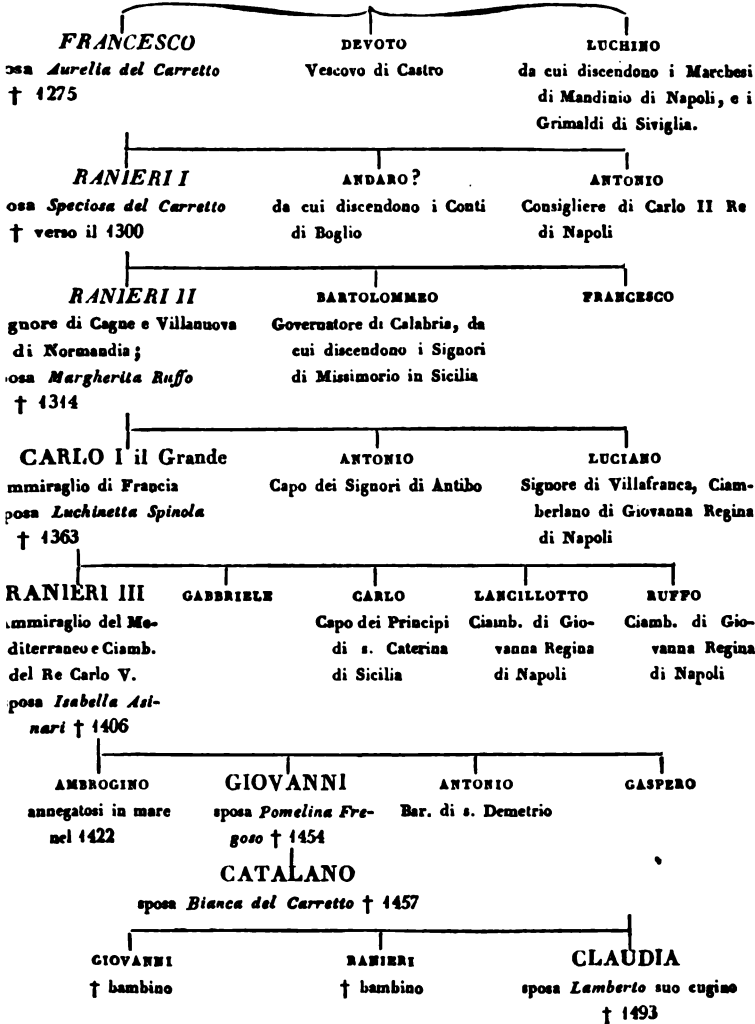 FRANCESCO
osa Aurelia del Carretto
† 1275
DEVOTO
Vescovo di Castro
LUCHINO
da cui discendono i Marchesi
di Mandinio di Napoli, e i
Grimaldi di Siviglia.
RANIERI I
osa Speciosa del Carretto
† verso il 1300
ANDARO?
da cui discendono i Conti
di Boglio
ANTONIO
Consigliere di Carlo II Re
di Napoli
RANIERI II
gnore di Cagne e Villanuova
di Normandia;
osa Margherita Ruffo
† 1314
BARTOLOMMEO
Governatore di Calabria, da
cui discendono i Signori
di Missimorio in Sicilia
FRANCESCO
CARLO I il Grande
mmiraglio di Francia
posa Luchinetta Spinola
† 1363
ANTONIO
Capo dei Signori di Antibo
LUCIANO
Signore di Villafranca, Ciam-
berlano di Giovanna Regina
di Napoli
RANIERI III
mmiraglio del Me-
diterraneo e Ciamb.
del Re Carlo V.
posa Isabella Asi-
nari † 1406
GABBRIELE
CARLO
Capo dei Principi
di s. Caterina
di Sicilia
LANCILLOTTO
Ciamb. di Gio-
vanna Regina
di Napuli
RUFFO
Ciamb. di Gio-
vanna Regina
di Napoli
AMBROGINO
annegatosi in mare
nel 1422
GIOVANNI
sposa Pomelina Fre-
goso † 1454
ANTONIO
Bar. di s. Demetrio
GASPERO
CATALANO
sposa Bianca del Carretto † 1457
GIOVANNI
† bambino
RANIERI
† bambino
CLAUDIA
sposa Lamberto suo cugino
† 1493